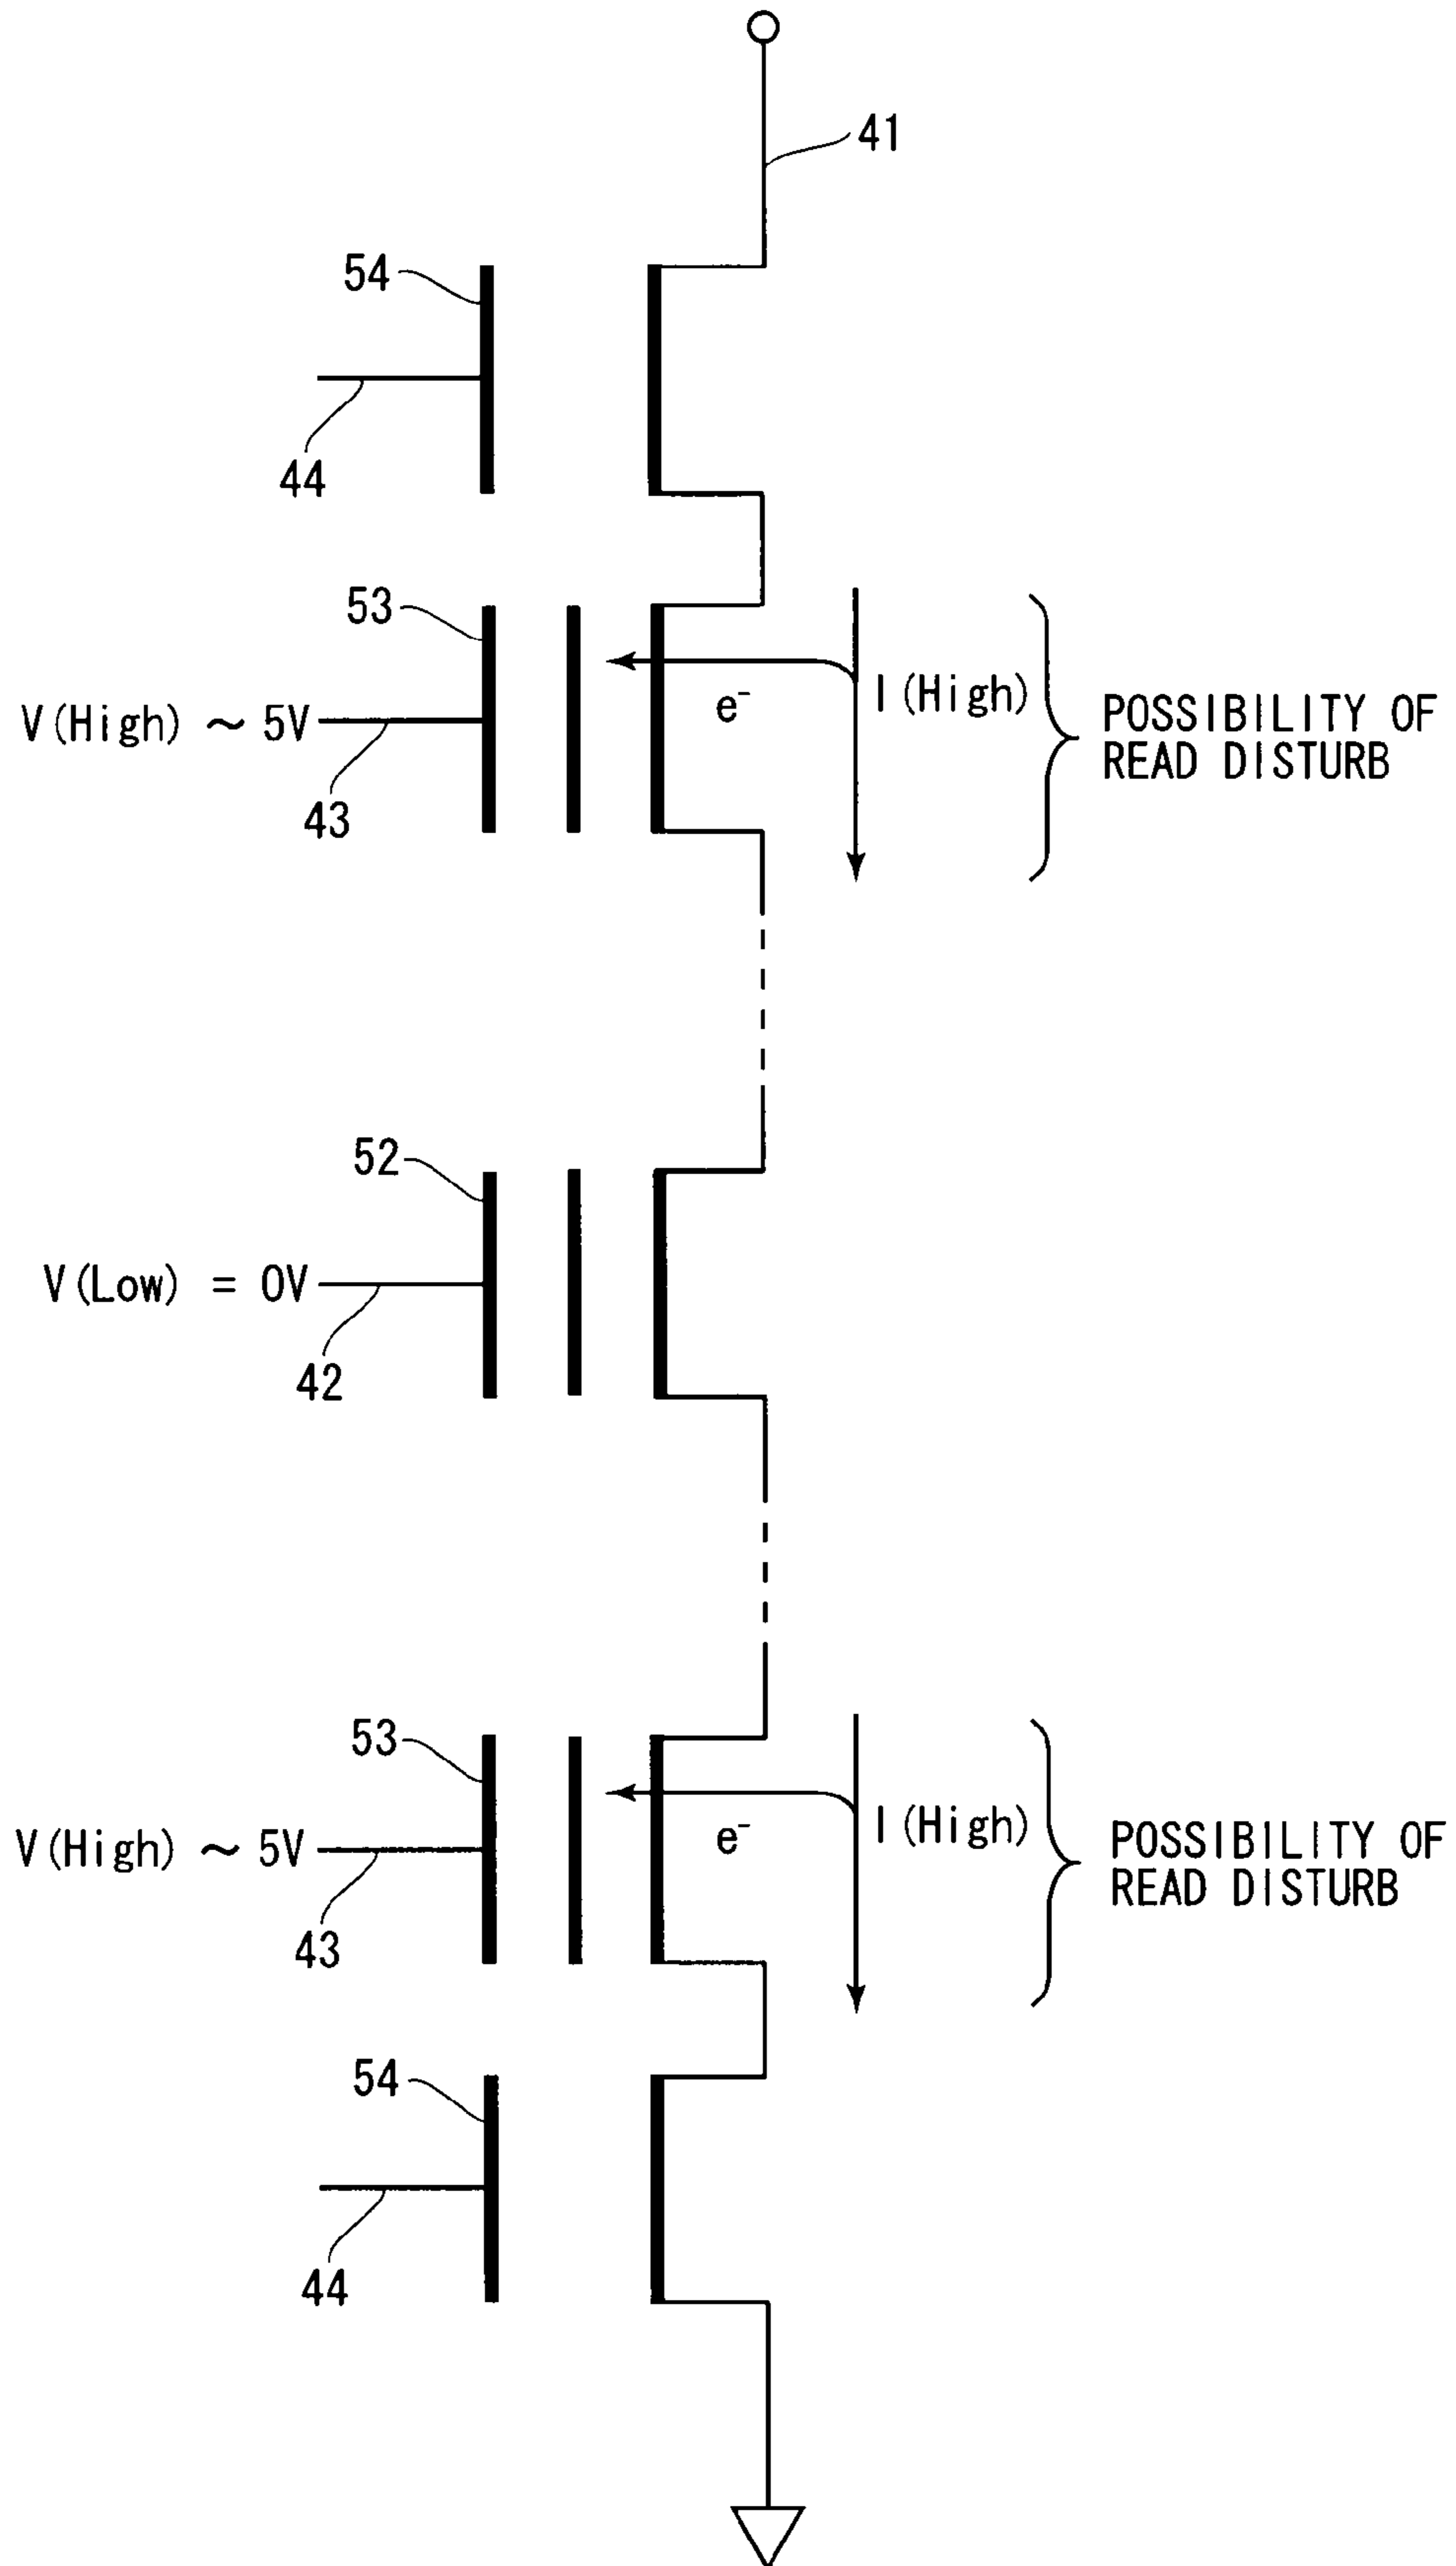 41
54
44
53
V(High) ~ 5V
43
e⁻
I(High)
POSSIBILITY OF
READ DISTURB
52
V(Low) = 0V
42
53
V(High) ~ 5V
43
e⁻
I(High)
POSSIBILITY OF
READ DISTURB
54
44